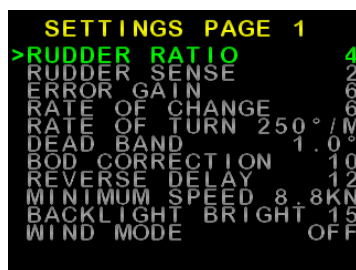 SETTINGS PAGE 1
>RUDDER RATIO 4
RUDDER SENSE 2
ERROR GAIN 6
RATE OF CHANGE 6
RATE OF TURN 250°/M
DEAD BAND 1.0°
BOD CORRECTION 10
REVERSE DELAY 12
MINIMUM SPEED 8.8KN
BACKLIGHT BRIGHT 15
WIND MODE OFF